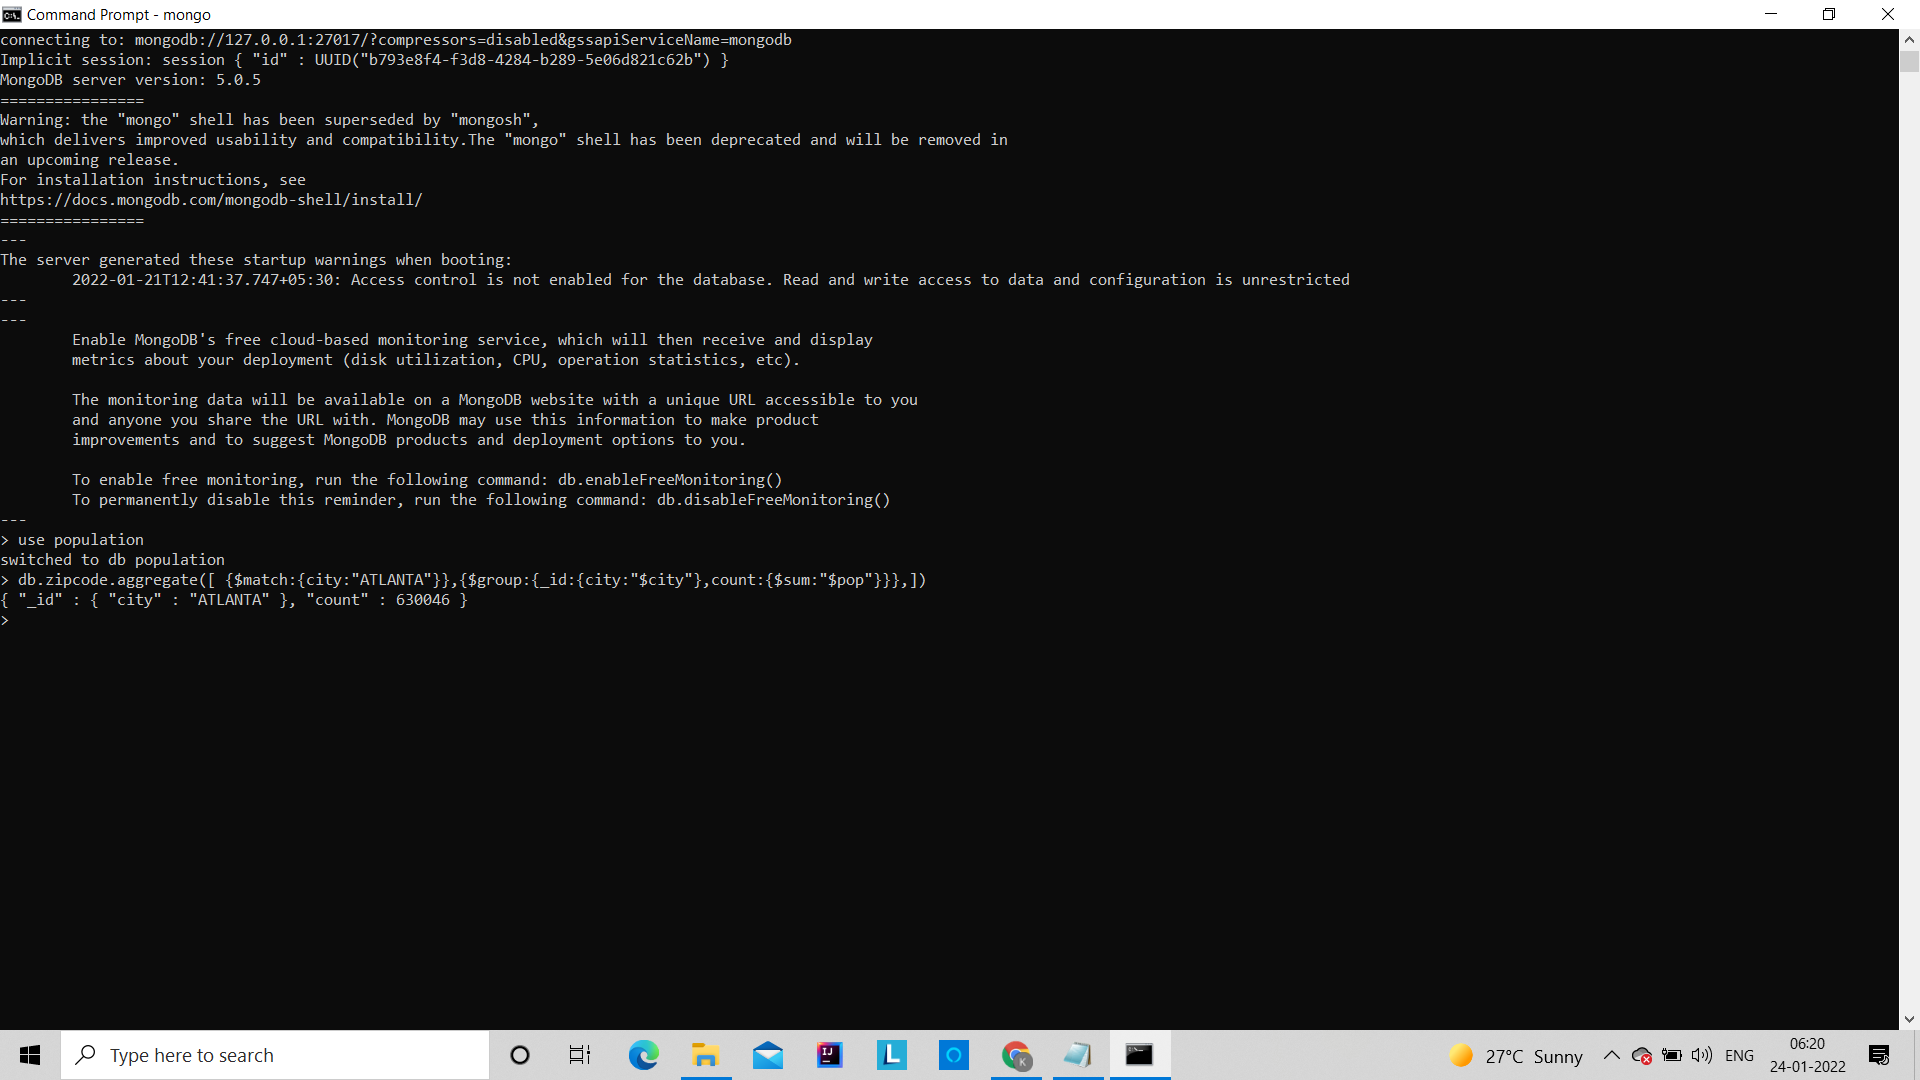 Command Prompt - mongo
connecting to: mongodb://127.0.0.1:27017/?compressors=disabled&gssapiServiceName=mongodb
Implicit session: session { "id" : UUID("b793e8f4-f3d8-4284-b289-5e06d821c62b") }
MongoDB server version: 5.0.5
================
Warning: the "mongo" shell has been superseded by "mongosh",
which delivers improved usability and compatibility.The "mongo" shell has been deprecated and will be removed in
an upcoming release.
For installation instructions, see
https://docs.mongodb.com/mongodb-shell/install/
================
---
The server generated these startup warnings when booting:
        2022-01-21T12:41:37.747+05:30: Access control is not enabled for the database. Read and write access to data and configuration is unrestricted
---
---
        Enable MongoDB's free cloud-based monitoring service, which will then receive and display
        metrics about your deployment (disk utilization, CPU, operation statistics, etc).
        The monitoring data will be available on a MongoDB website with a unique URL accessible to you
        and anyone you share the URL with. MongoDB may use this information to make product
        improvements and to suggest MongoDB products and deployment options to you.
        To enable free monitoring, run the following command: db.enableFreeMonitoring()
        To permanently disable this reminder, run the following command: db.disableFreeMonitoring()
---
> use population
switched to db population
> db.zipcode.aggregate([ {$match:{city:"ATLANTA"}},{$group:{_id:{city:"$city"},count:{$sum:"$pop"}}},])
{ "_id" : { "city" : "ATLANTA" }, "count" : 630046 }
>
Type here to search
27°C Sunny
ENG
06:20
24-01-2022